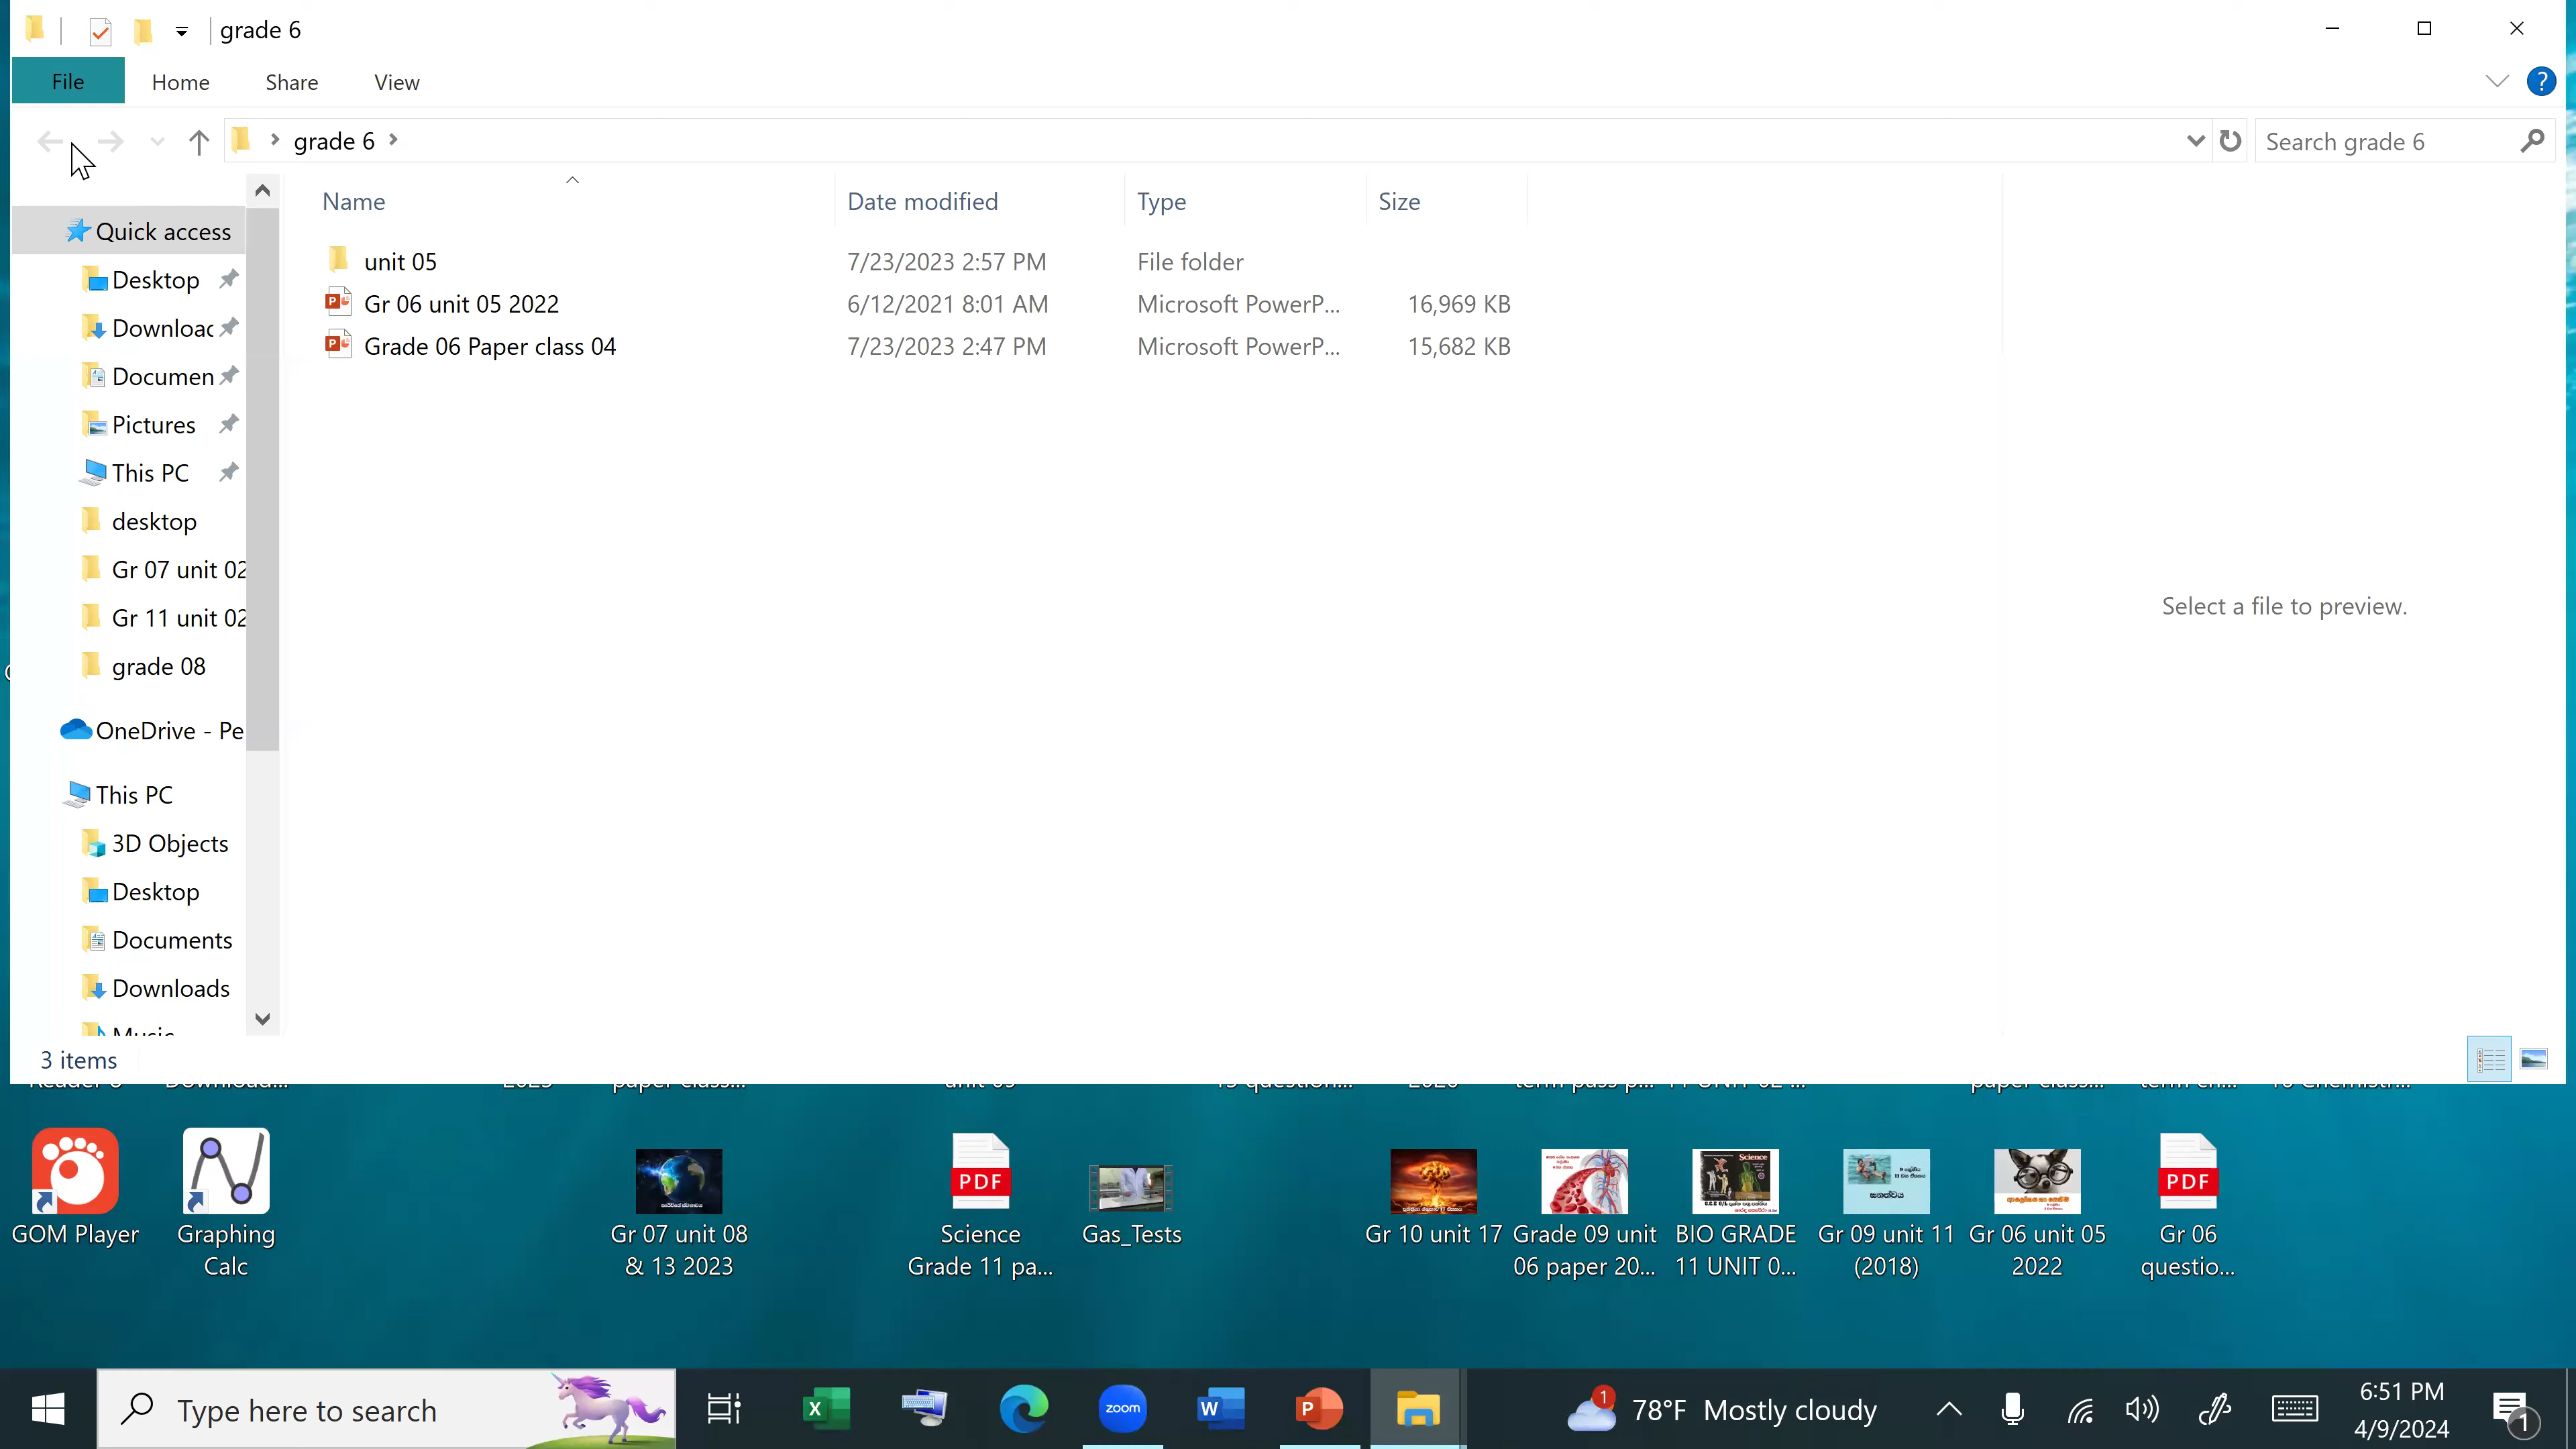 grade 6
File Home Share View
grade 6
Search grade 6
Name Date modified Type Size
Quick access
Desktop
Downloac
Documen
Pictures
This PC
desktop
Gr 07 unit 02
Gr 11 unit 02
grade 08
OneDrive - Pe
This PC
3D Objects
Desktop
Documents
Downloads
Music
unit 05 7/23/2023 2:57 PM File folder
Gr 06 unit 05 2022 6/12/2021 8:01 AM Microsoft PowerP... 16,969 KB
Grade 06 Paper class 04 7/23/2023 2:47 PM Microsoft PowerP... 15,682 KB
Select a file to preview.
3 items
GOM Player
Graphing
Calc
Gr 07 unit 08
& 13 2023
PDF
Science
Grade 11 pa...
Gas_Tests
Gr 10 unit 17
Grade 09 unit
06 paper 20...
Science
BIO GRADE
11 UNIT 0...
Gr 09 unit 11
(2018)
Gr 06 unit 05
2022
PDF
Gr 06
questio...
Type here to search
zoom
1
78°F Mostly cloudy
6:51 PM
4/9/2024
1